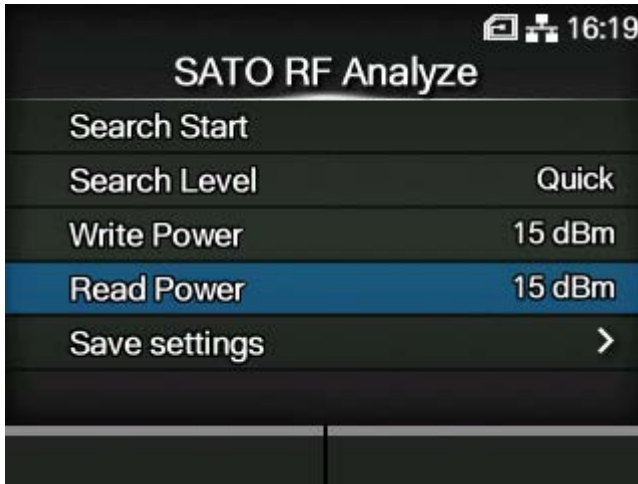 16:19
SATO RF Analyze
Search Start
Search Level Quick
Write Power 15 dBm
Read Power 15 dBm
Save settings >